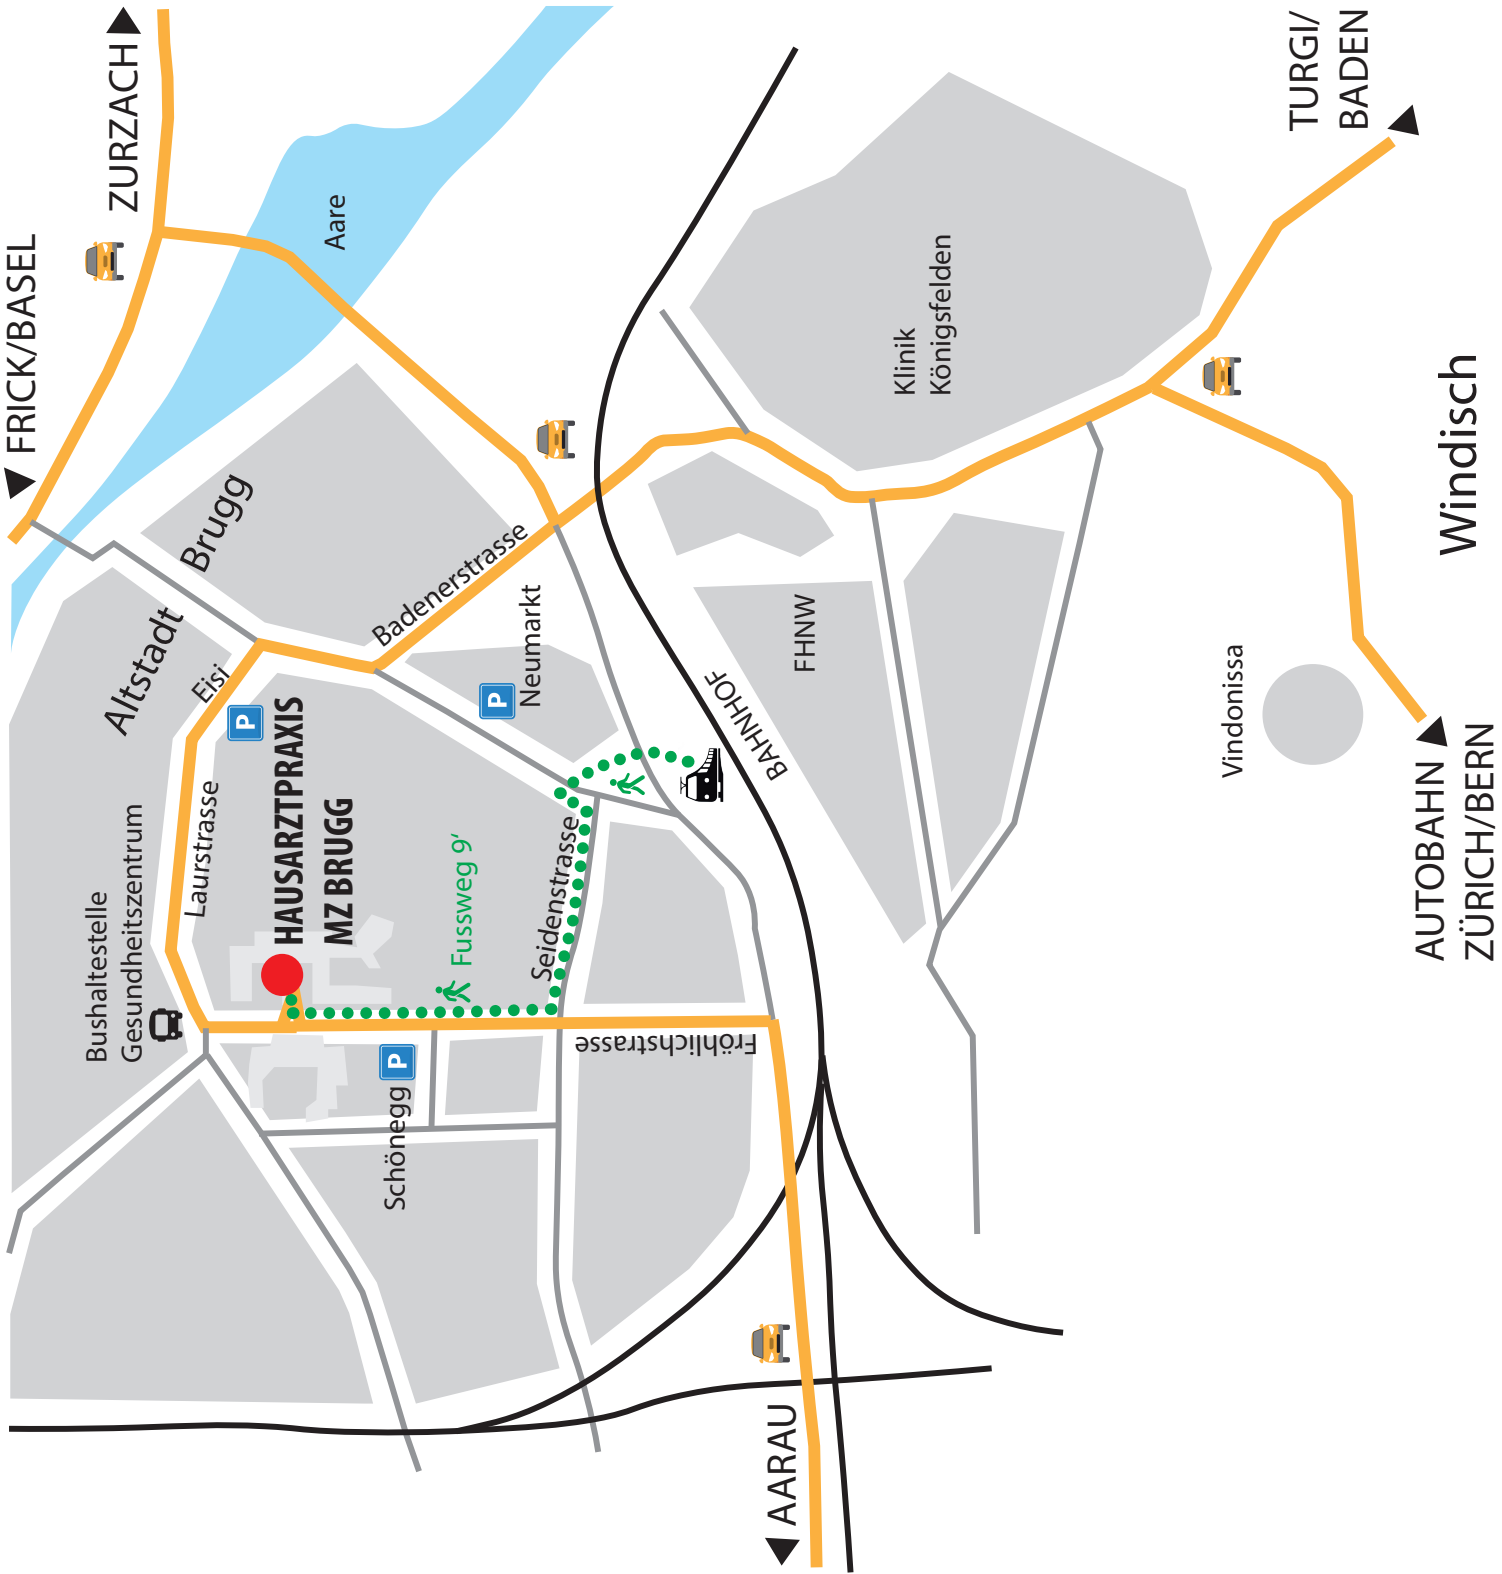 FRICK/BASEL
ZURZACH
Aare
Brugg
Altstadt
Eisi
Badenerstrasse
P
Neumarkt
P
Laurstrasse
HAUSARZTPRAXIS
MZ BRUGG
Bushaltestelle
Gesundheitszentrum
Fussweg 9‘
Seidenstrasse
Fröhlichstrasse
P
Schönegg
BAHNHOF
FHNW
Klinik
Königsfelden
TURGI/
BADEN
Windisch
Vindonissa
AUTOBAHN
ZÜRICH/BERN
AARAU